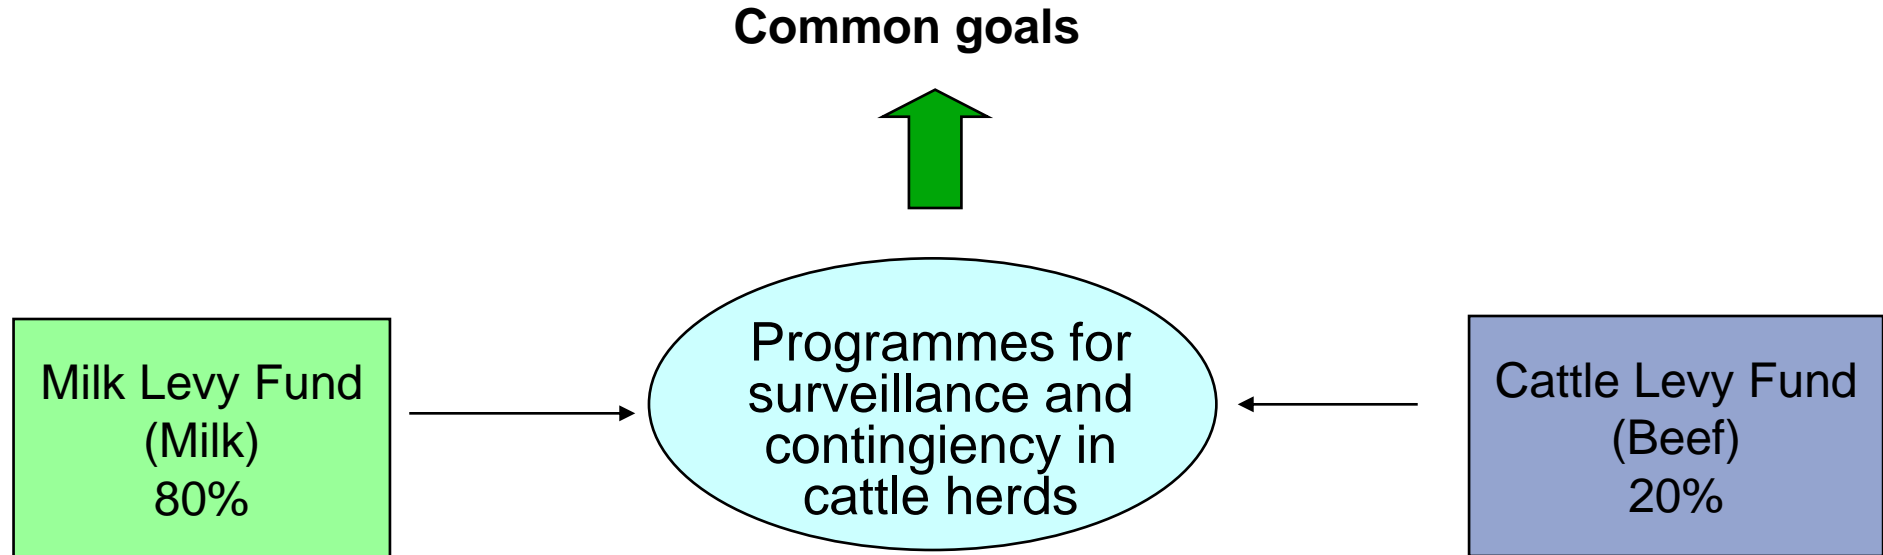 Common goals
Milk Levy Fund
(Milk)
80%
Programmes for
surveillance and
contingiency in
cattle herds
Cattle Levy Fund
(Beef)
20%